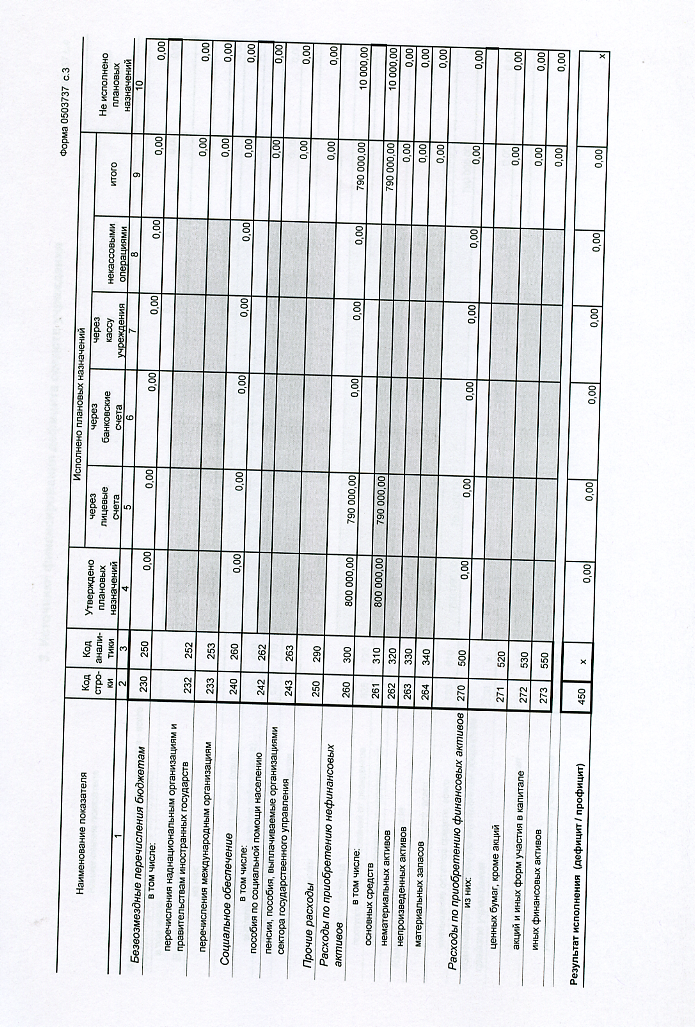 Форма 0503737 с.3
Наименование показателя | Код стро-ки | Код анали-тики | Утверждено плановых назначений | Исполнено плановых назначений | Не исполнено плановых назначений
через лицевые счета | через банковские счета | через кассу учреждения | некассовыми операциями | итого
1 | 2 | 3 | 4 | 5 | 6 | 7 | 8 | 9 | 10
Безвозмездные перечисления бюджетам | 230 | 250 | 0,00 | 0,00 | 0,00 | 0,00 | 0,00 | 0,00 | 0,00
в том числе:
перечисления наднациональным организациям и
правительствам иностранных государств | 232 | 252 | 0,00 | 0,00
перечисления международным организациям | 233 | 253 | 0,00 | 0,00
Социальное обеспечение | 240 | 260 | 0,00 | 0,00 | 0,00 | 0,00 | 0,00 | 0,00 | 0,00
в том числе:
пособия по социальной помощи населению | 242 | 262 | 0,00 | 0,00
пенсии, пособия, выплачиваемые организациями
сектора государственного управления | 243 | 263 | 0,00 | 0,00
Прочие расходы | 250 | 290 | 0,00 | 0,00
Расходы по приобретению нефинансовых
активов | 260 | 300 | 800 000,00 | 790 000,00 | 0,00 | 0,00 | 0,00 | 790 000,00 | 10 000,00
в том числе:
основных средств | 261 | 310 | 800 000,00 | 790 000,00 | 790 000,00 | 10 000,00
нематериальных активов | 262 | 320 | 0,00 | 0,00
непроизведенных активов | 263 | 330 | 0,00 | 0,00
материальных запасов | 264 | 340 | 0,00 | 0,00
Расходы по приобретению финансовых активов | 270 | 500 | 0,00 | 0,00 | 0,00 | 0,00 | 0,00 | 0,00 | 0,00
из них:
ценных бумаг, кроме акций | 271 | 520 | 0,00 | 0,00
акций и иных форм участия в капитале | 272 | 530 | 0,00 | 0,00
иных финансовых активов | 273 | 550 | 0,00 | 0,00
Результат исполнения (дефицит / профицит) | 450 | х | 0,00 | 0,00 | 0,00 | 0,00 | 0,00 | 0,00 | х